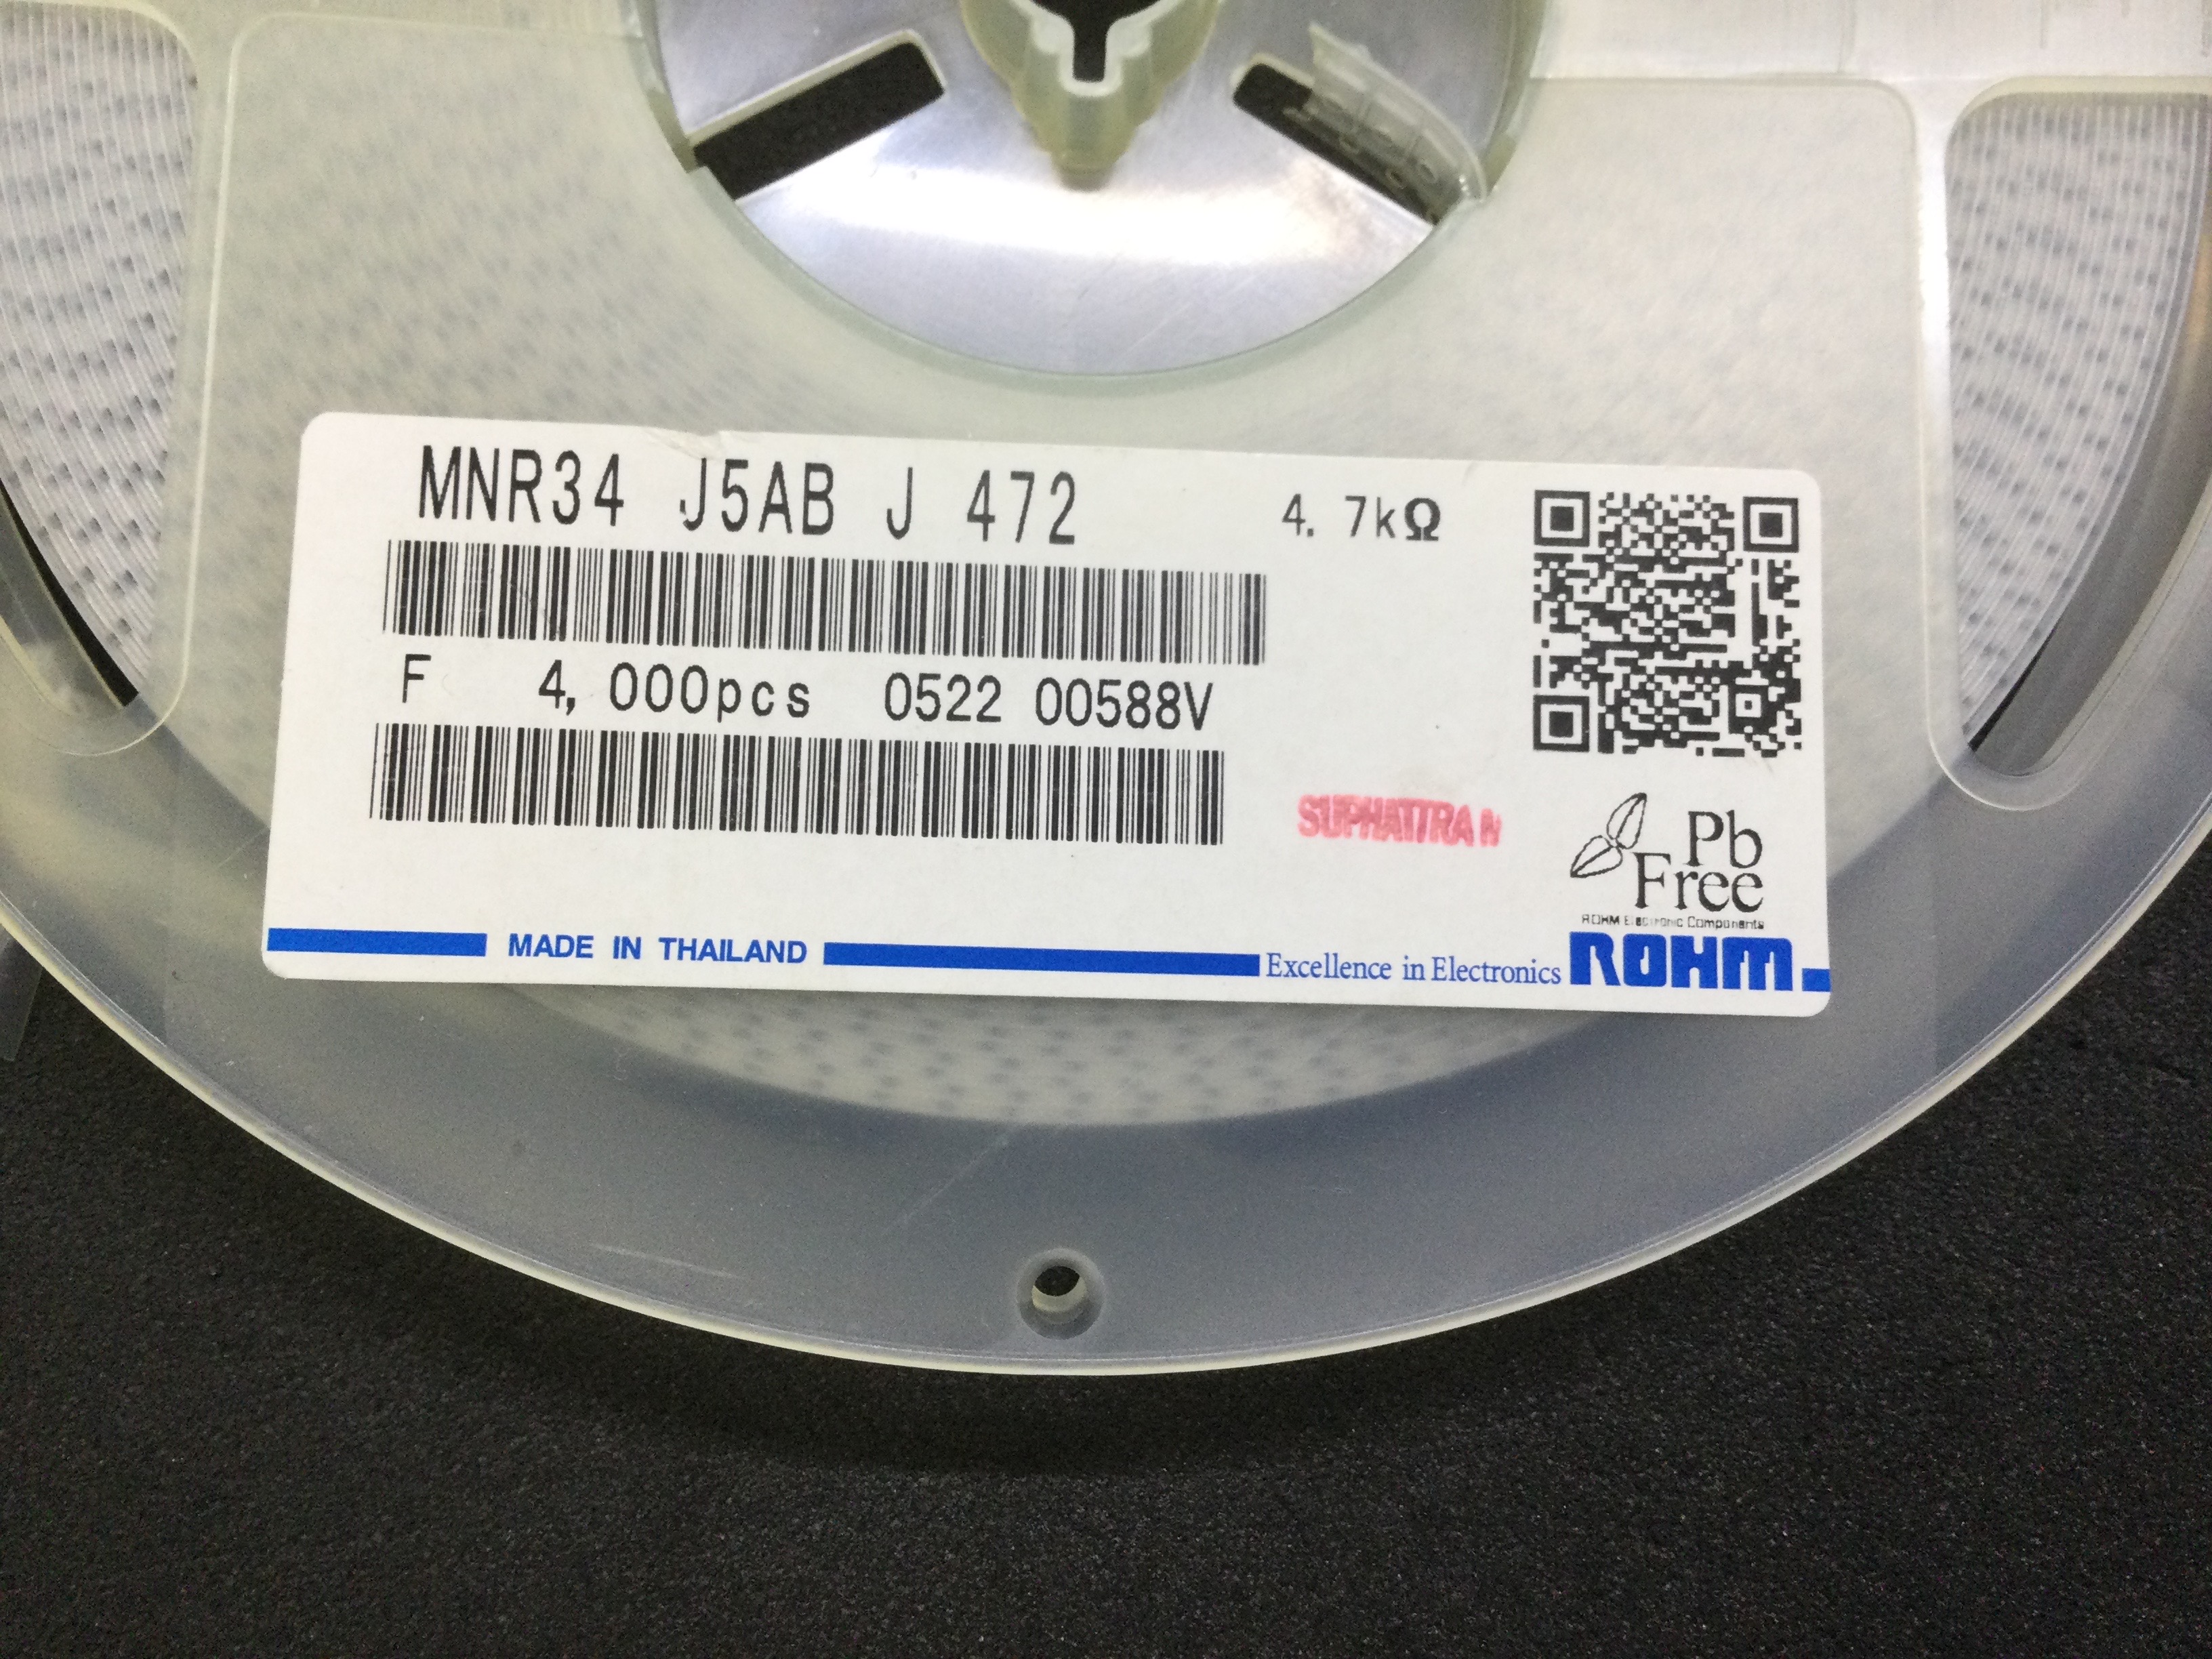 MNR34 J5AB J 472 4.7kΩ
F 4,000pcs 0522 00588V
SUPHATTRA N
Pb
Free
ROHM Electronic Components
MADE IN THAILAND
Excellence in Electronics ROHM